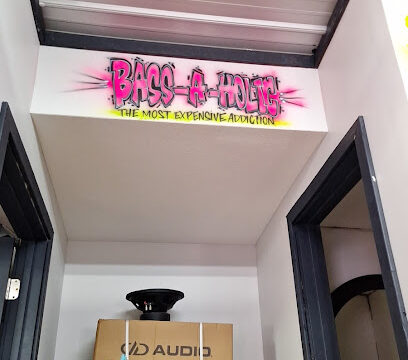 BASS-A-HOLIC
THE MOST EXPENSIVE ADDICTION
DD AUDIO